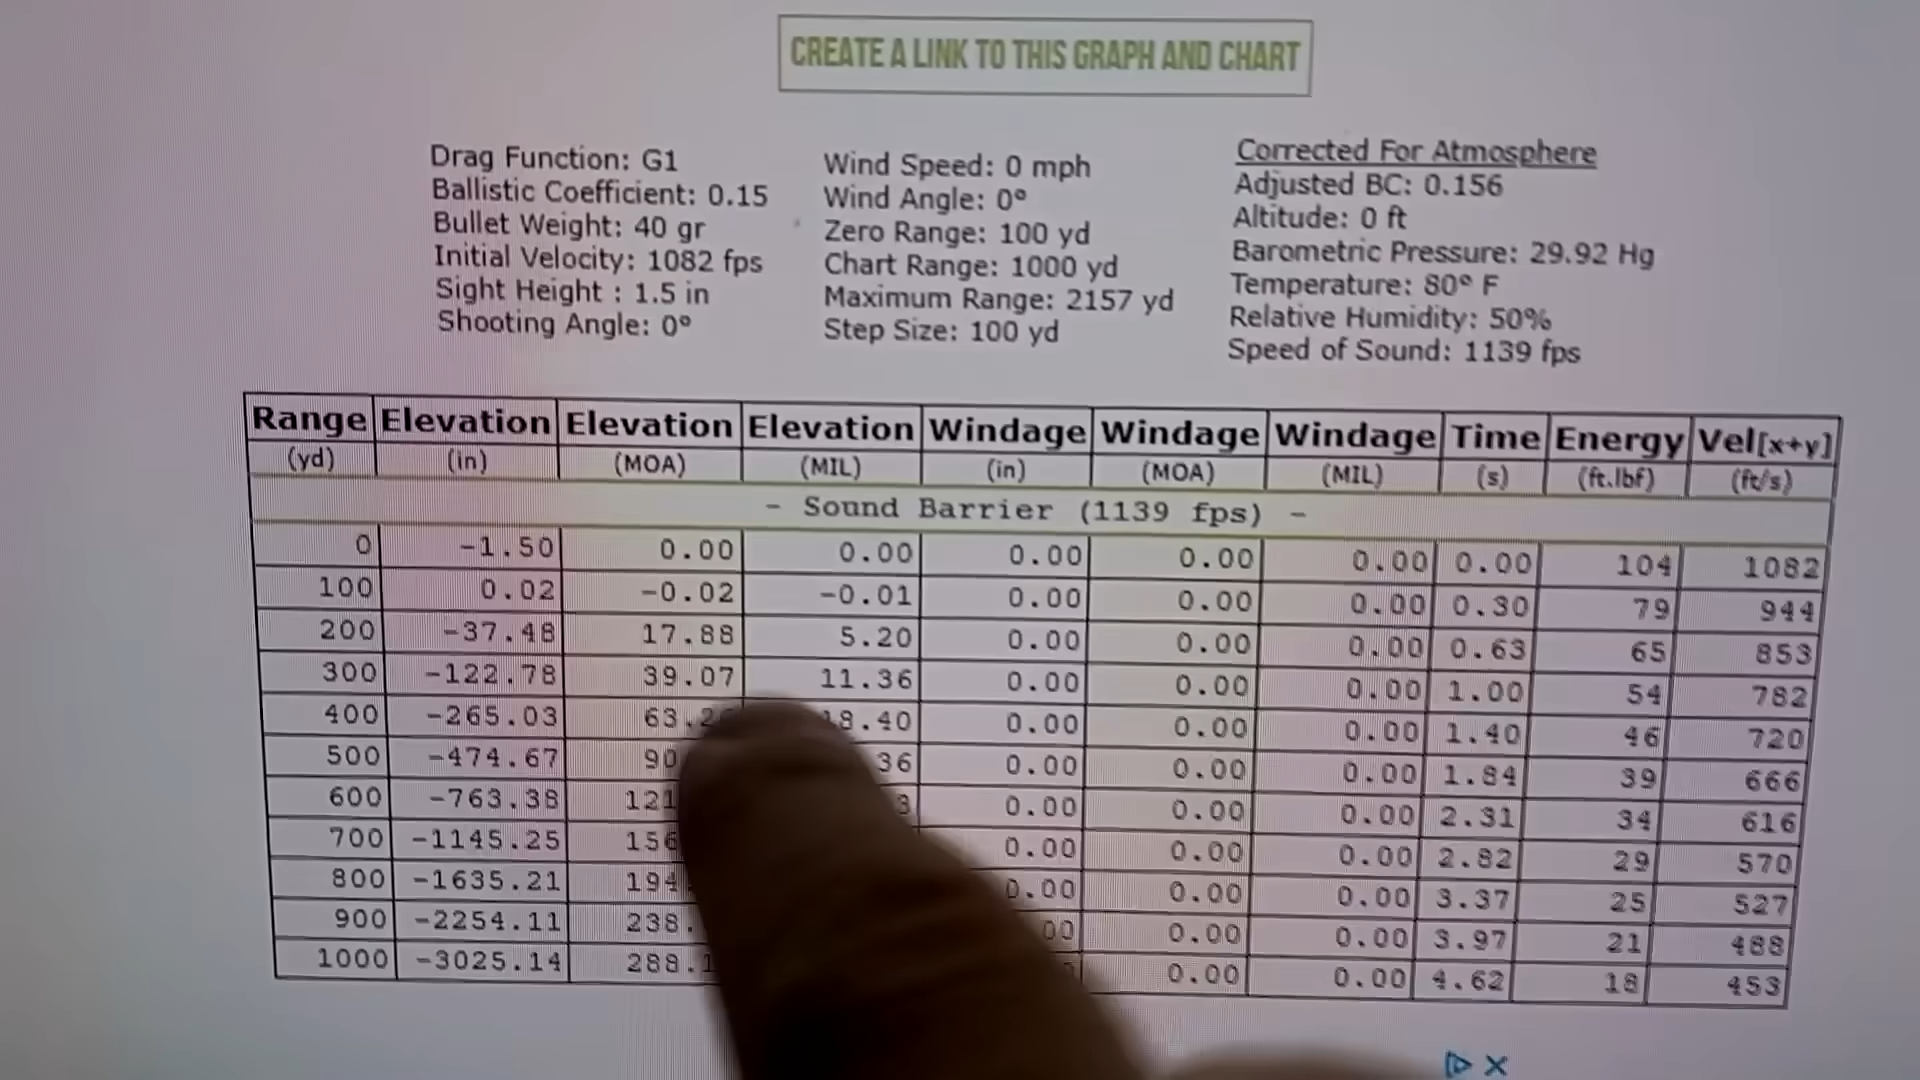 CREATE A LINK TO THIS GRAPH AND CHART
Drag Function: G1
Ballistic Coefficient: 0.15
Bullet Weight: 40 gr
Initial Velocity: 1082 fps
Sight Height : 1.5 in
Shooting Angle: 0°
Wind Speed: 0 mph
Wind Angle: 0°
Zero Range: 100 yd
Chart Range: 1000 yd
Maximum Range: 2157 yd
Step Size: 100 yd
Corrected For Atmosphere
Adjusted BC: 0.156
Altitude: 0 ft
Barometric Pressure: 29.92 Hg
Temperature: 80° F
Relative Humidity: 50%
Speed of Sound: 1139 fps
Range Elevation Elevation Elevation Windage Windage Windage Time Energy Vel[x+y]
(yd) (in) (MOA) (MIL) (in) (MOA) (MIL) (s) (ft.lbf) (ft/s)
- Sound Barrier (1139 fps) -
0 -1.50 0.00 0.00 0.00 0.00 0.00 0.00 104 1082
100 0.02 -0.02 -0.01 0.00 0.00 0.00 0.30 79 944
200 -37.48 17.88 5.20 0.00 0.00 0.00 0.63 65 853
300 -122.78 39.07 11.36 0.00 0.00 0.00 1.00 54 782
400 -265.03 18.40 0.00 0.00 0.00 1.40 46 720
500 -474.67 0.00 0.00 0.00 1.84 39 666
600 -763.38 0.00 0.00 0.00 2.31 34 616
700 -1145.25 0.00 0.00 0.00 2.82 29 570
800 -1635.21 0.00 0.00 0.00 3.37 25 527
900 -2254.11 0.00 0.00 3.97 21 488
1000 -3025.14 0.00 0.00 4.62 18 453